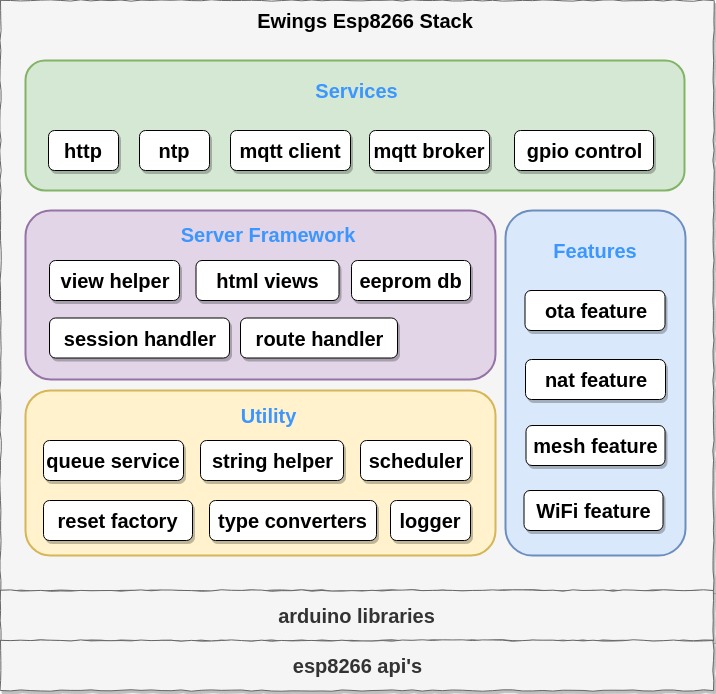 Ewings Esp8266 Stack
Services
http
ntp
mqtt client
mqtt broker
gpio control
Server Framework
view helper
html views
eeprom db
session handler
route handler
Features
ota feature
nat feature
mesh feature
WiFi feature
Utility
queue service
string helper
scheduler
reset factory
type converters
logger
arduino libraries
esp8266 api's